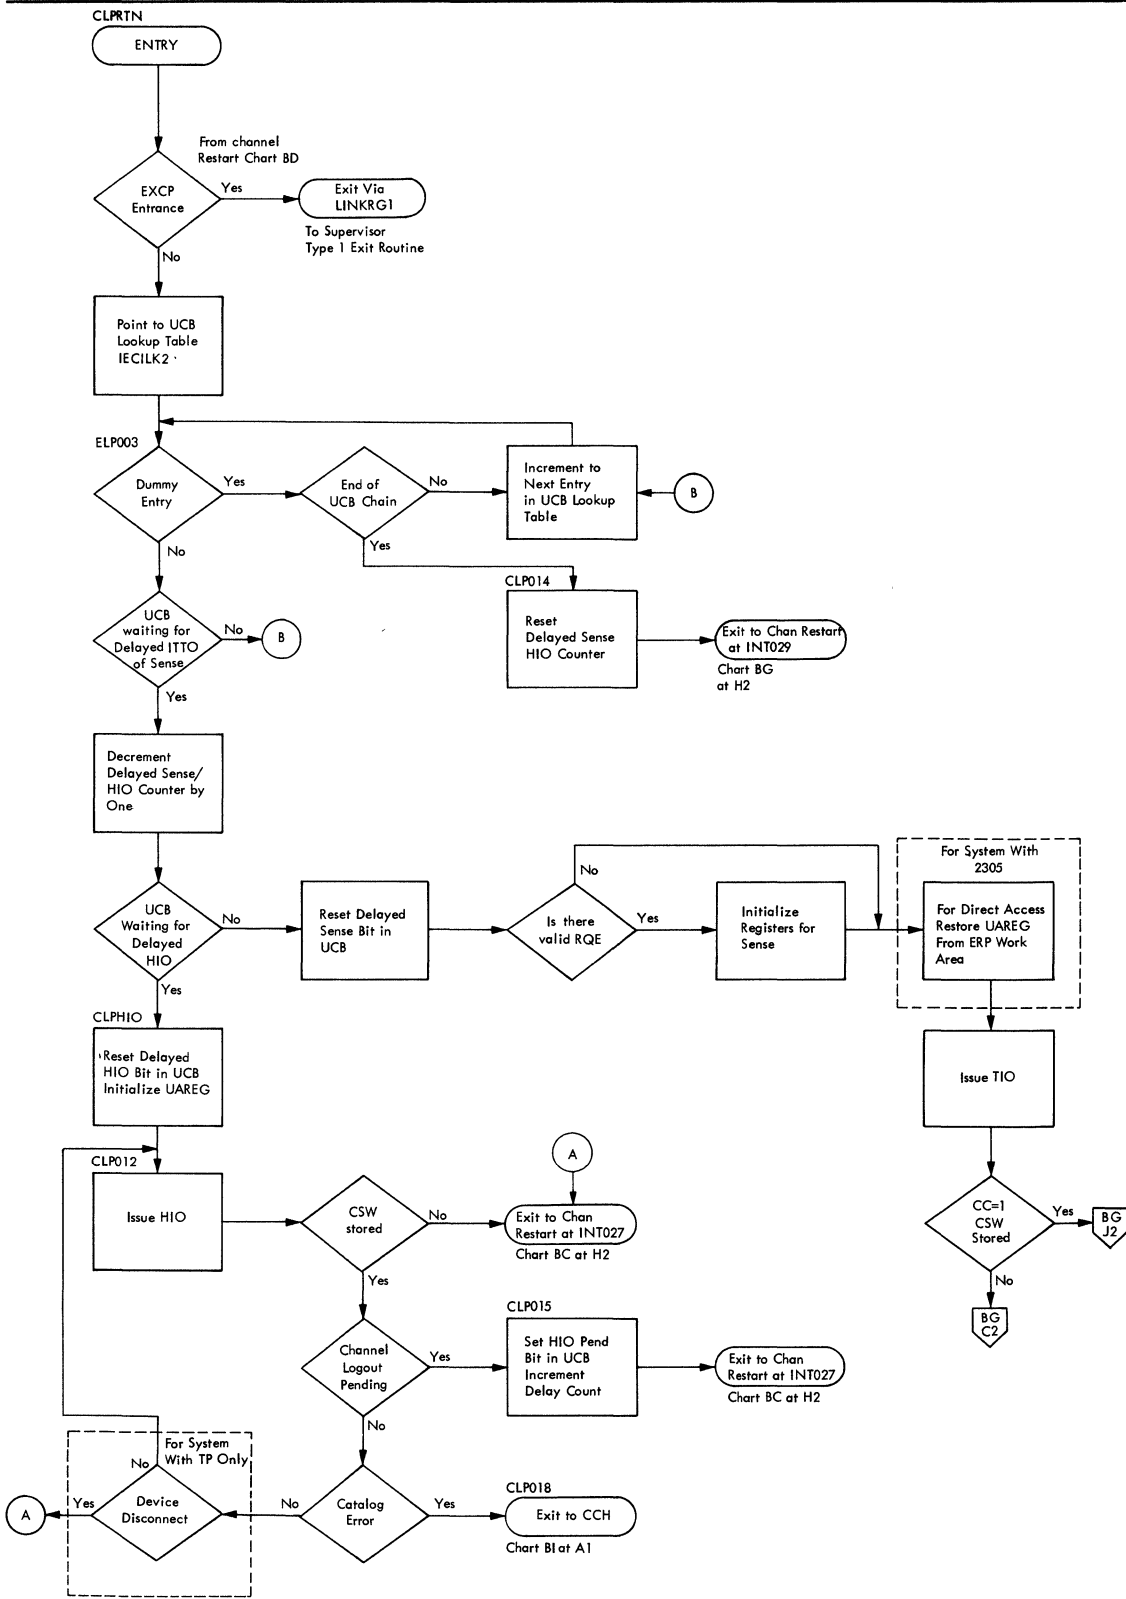 CLPRTN
ENTRY
From channel
Restart Chart BD
EXCP
Entrance
Yes
Exit Via
LINKRG1
To Supervisor
Type 1 Exit Routine
No
Point to UCB
Lookup Table
IECILK2
ELP003
Dummy
Entry
Yes
End of
UCB Chain
No
Increment to
Next Entry
in UCB Lookup
Table
B
No
Yes
UCB
waiting for
Delayed ITTO
of Sense
No
B
CLP014
Reset
Delayed Sense
HIO Counter
Exit to Chan Restart
at INT029
Chart BG
at H2
Yes
Decrement
Delayed Sense/
HIO Counter by
One
UCB
Waiting for
Delayed
HIO
No
Reset Delayed
Sense Bit in
UCB
No
Is there
valid RQE
Yes
Initialize
Registers for
Sense
For System With
2305
For Direct Access
Restore UAREG
From ERP Work
Area
Yes
CLPHIO
Reset Delayed
HIO Bit in UCB
Initialize UAREG
Issue TIO
CLP012
Issue HIO
CSW
stored
No
A
Exit to Chan
Restart at INT027
Chart BC at H2
CC=1
CSW
Stored
Yes
BG
J2
No
BG
C2
Yes
Channel
Logout
Pending
Yes
CLP015
Set HIO Pend
Bit in UCB
Increment
Delay Count
Exit to Chan
Restart at INT027
Chart BC at H2
No
For System
With TP Only
No
A
Yes
Device
Disconnect
No
Catalog
Error
Yes
CLP018
Exit to CCH
Chart BI at A1